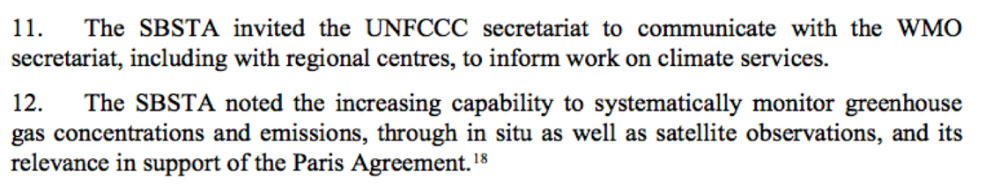 11. The SBSTA invited the UNFCCC secretariat to communicate with the WMO
secretariat, including with regional centres, to inform work on climate services.
12. The SBSTA noted the increasing capability to systematically monitor greenhouse
gas concentrations and emissions, through in situ as well as satellite observations, and its
relevance in support of the Paris Agreement.¹⁸